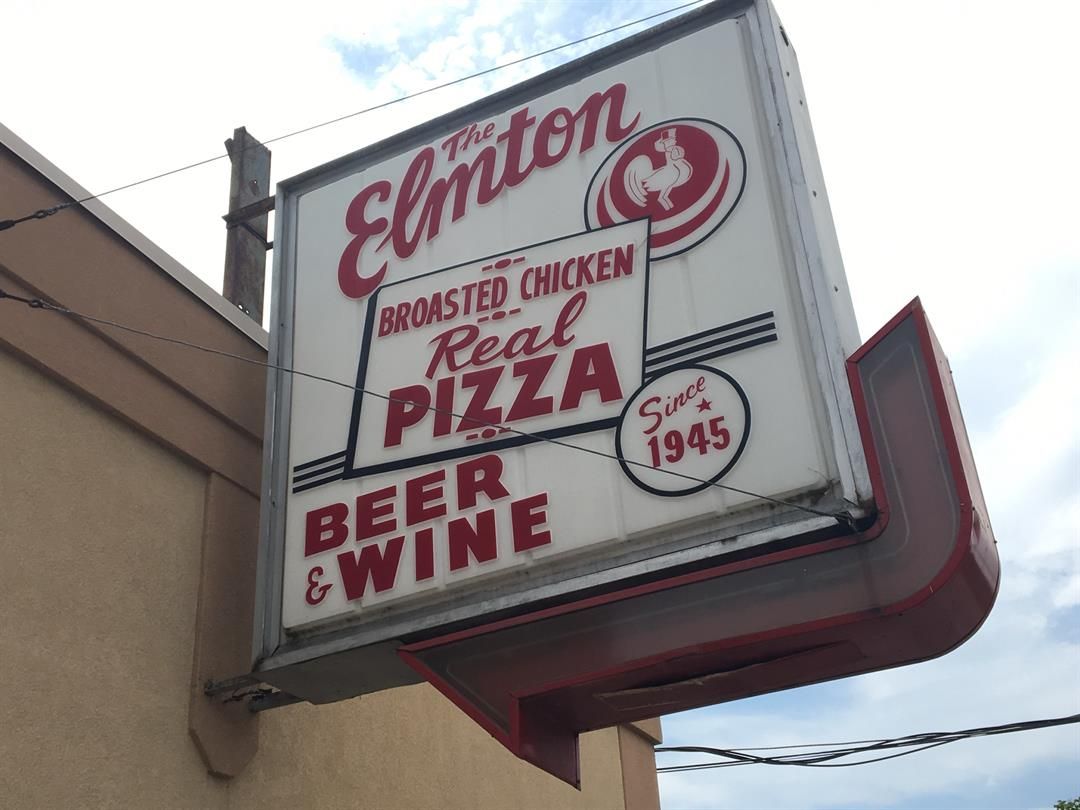 The
Elmton
BROASTED CHICKEN
Real
PIZZA
Since
1945
BEER
& WINE